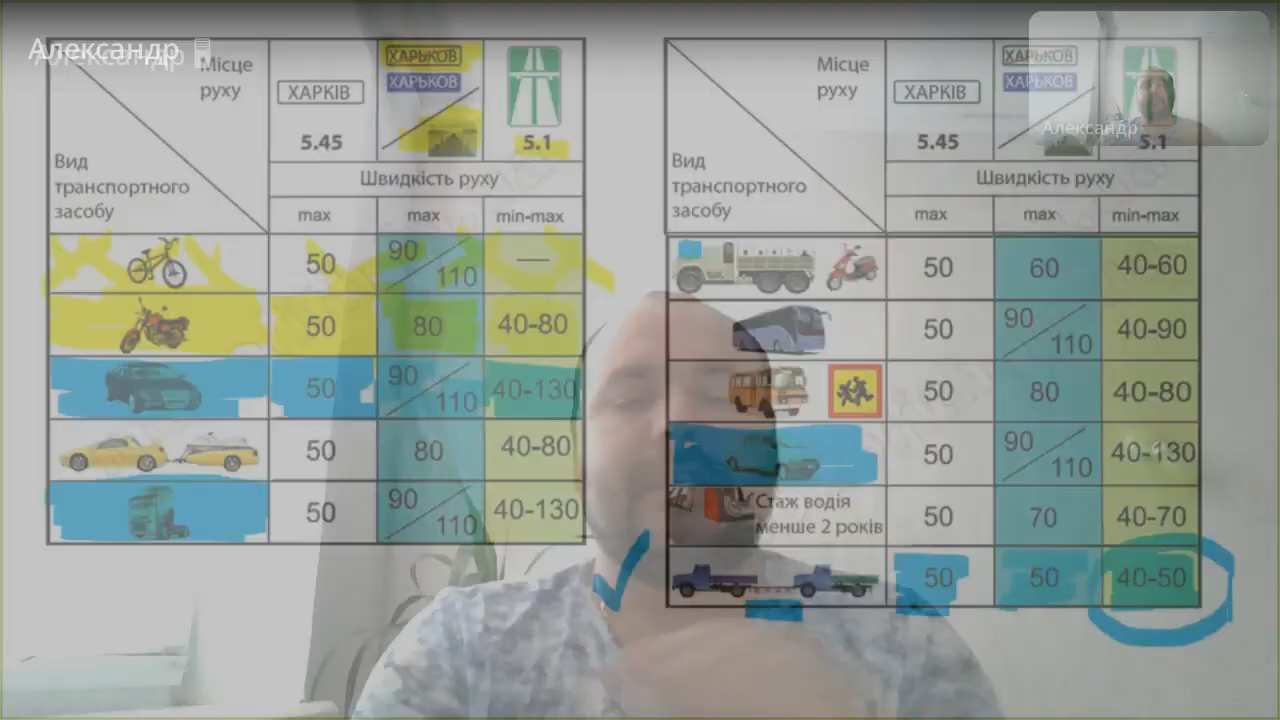 Александр
Місце
руху
ХАРКІВ
5.45
ХАРЬКОВ
ХАРЬКОВ
5.1
Вид
транспортного
засобу
Швидкість руху
max
max
min-max
50
90
110
—
50
80
40-80
50
90
110
40-130
50
80
40-80
50
90
110
40-130
Місце
руху
ХАРКІВ
5.45
ХАРЬКОВ
ХАРЬКОВ
5.1
Александр
Вид
транспортного
засобу
Швидкість руху
max
max
min-max
50
60
40-60
50
90
110
40-90
50
80
40-80
50
90
110
40-130
Стаж водія
менше 2 років
50
70
40-70
50
50
40-50